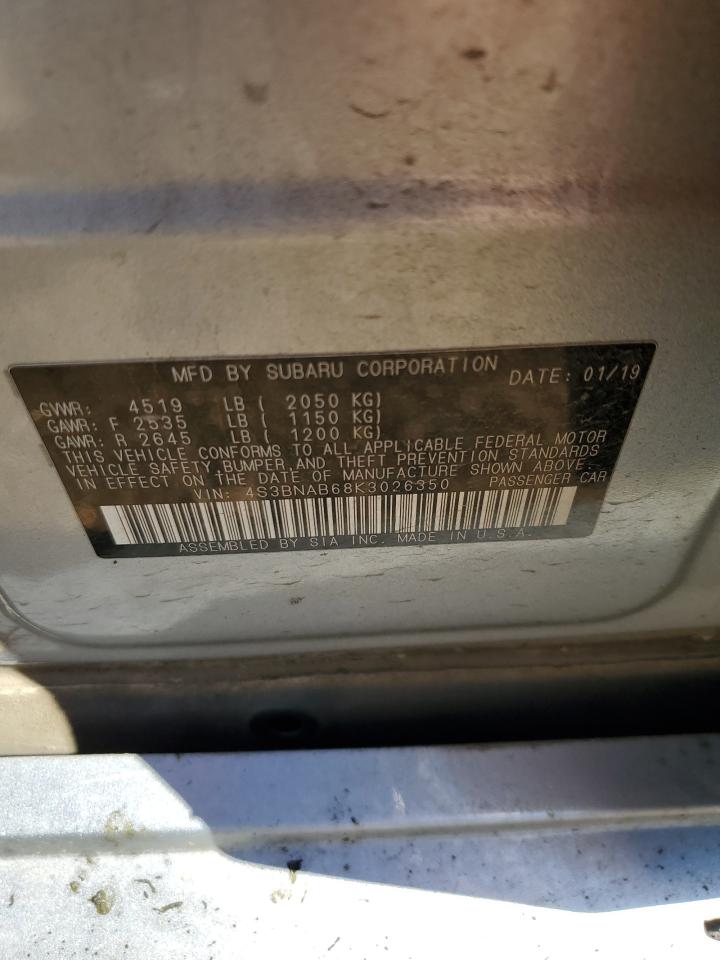 MFD BY SUBARU CORPORATION DATE: 01/19
GVWR: 4519 LB ( 2050 KG)
GAWR: F 2535 LB ( 1150 KG)
GAWR: R 2645 LB ( 1200 KG)
THIS VEHICLE CONFORMS TO ALL APPLICABLE FEDERAL MOTOR
VEHICLE SAFETY, BUMPER, AND THEFT PREVENTION STANDARDS
IN EFFECT ON THE DATE OF MANUFACTURE SHOWN ABOVE.
VIN: 4S3BNAB68K3026350 PASSENGER CAR
ASSEMBLED BY SIA INC. MADE IN U.S.A.